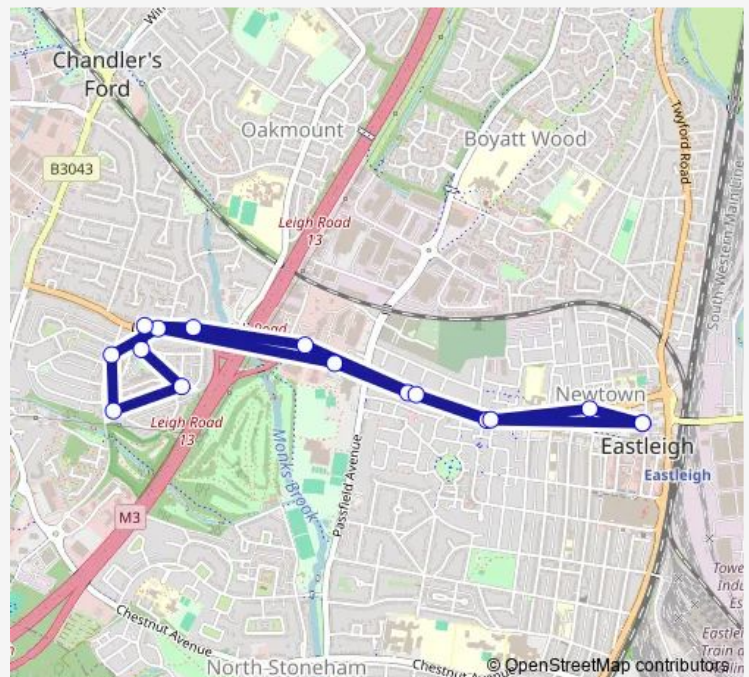 Chandler's
Ford
Oakmount
Boyatt Wood
B3043
Leigh Road
13
Twyford Road
South Western Main Line
Road
Newtown
Eastleigh
Eastleigh
Leigh Road
13
Monks Brook
Passfield Avenue
M3
Chestnut Avenue
North Stoneham
Chestnut Avenue
© OpenStreetMap contributors